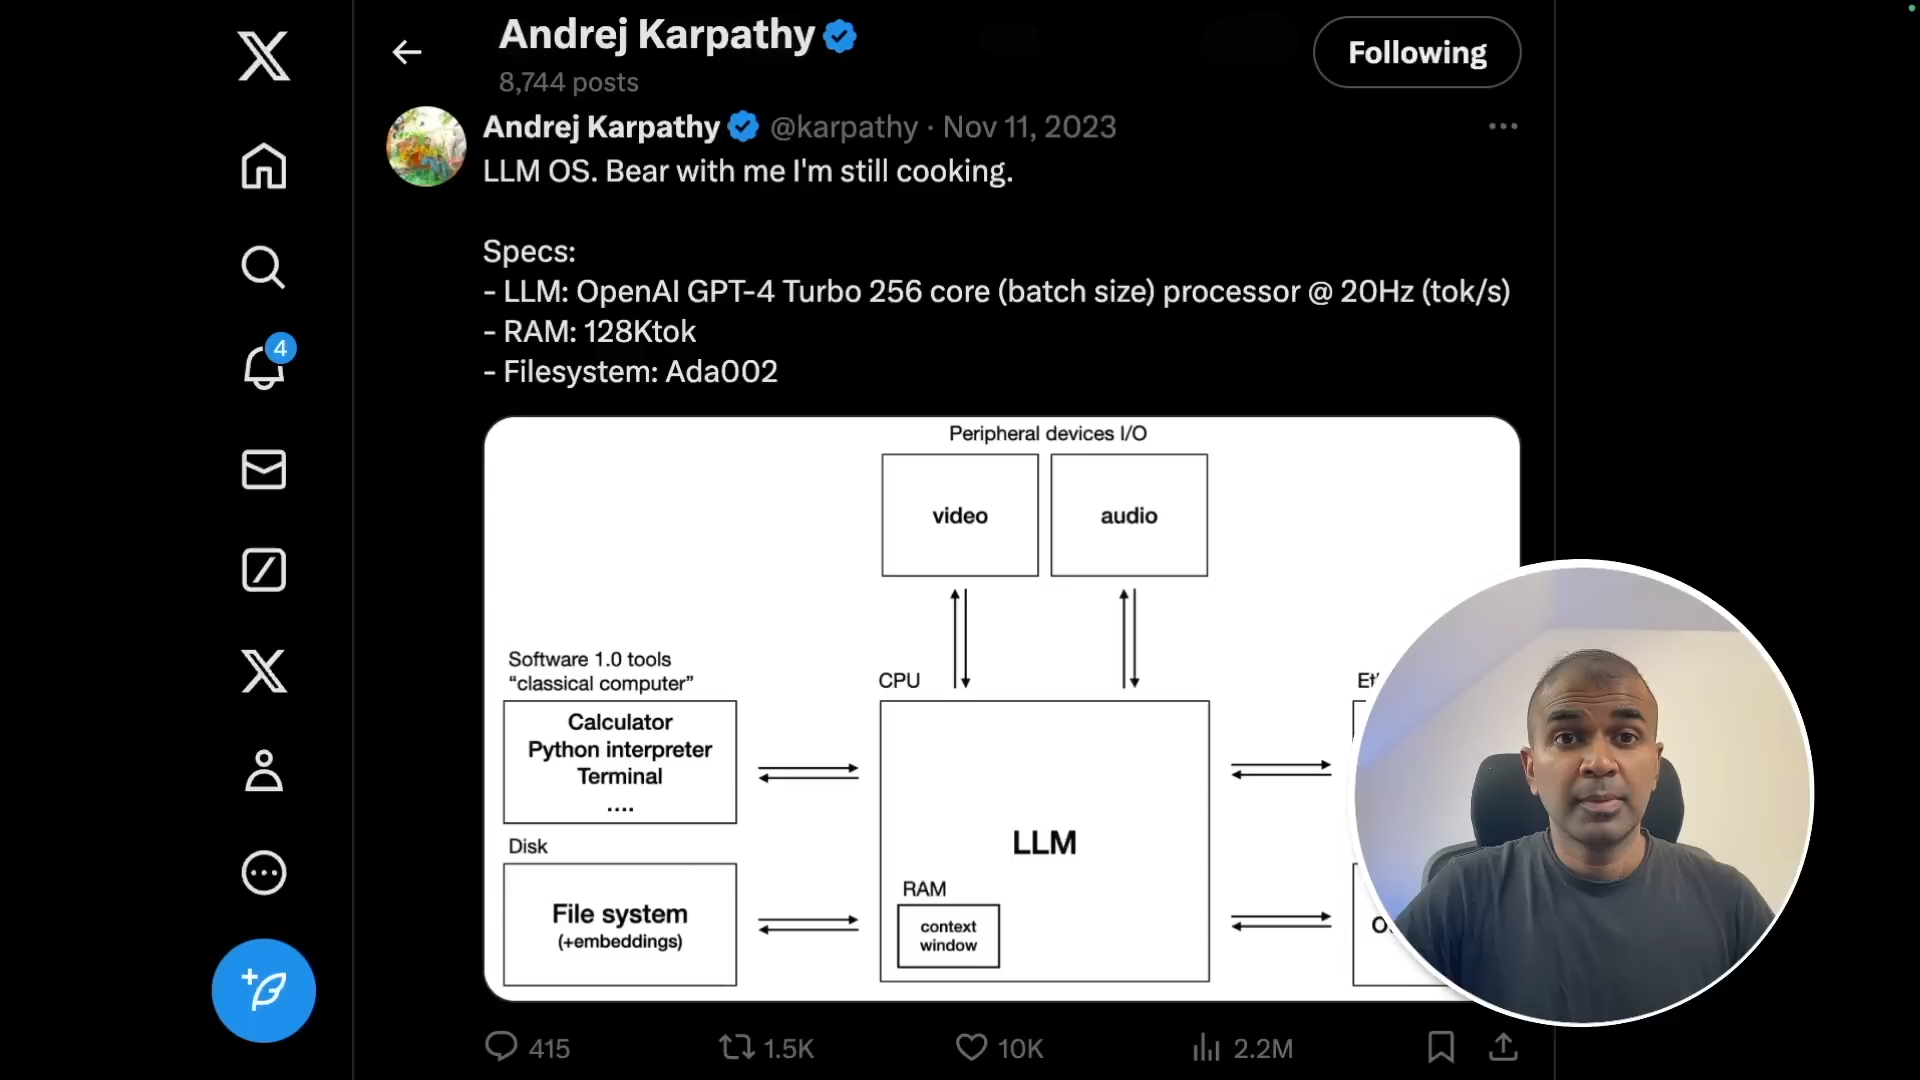 Andrej Karpathy
8,744 posts
Following
Andrej Karpathy @karpathy · Nov 11, 2023
LLM OS. Bear with me I'm still cooking.
Specs:
- LLM: OpenAI GPT-4 Turbo 256 core (batch size) processor @ 20Hz (tok/s)
- RAM: 128Ktok
- Filesystem: Ada002
4
Peripheral devices I/O
video
audio
Software 1.0 tools
“classical computer”
CPU
Calculator
Python interpreter
Terminal
....
LLM
Disk
File system
(+embeddings)
RAM
context
window
415
1.5K
10K
2.2M